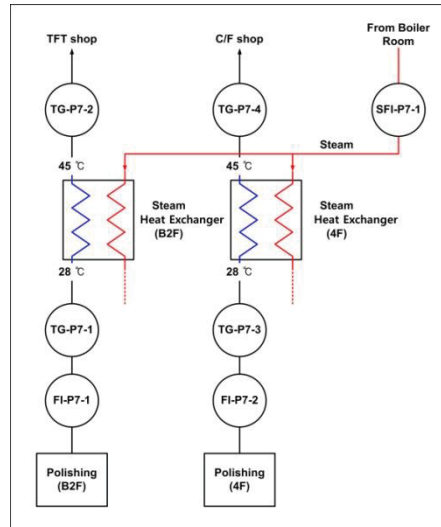 TFT shop
C/F shop
From Boiler
Room
TG-P7-2
TG-P7-4
SFI-P7-1
Steam
45 ℃
45 ℃
Steam
Heat Exchanger
(B2F)
Steam
Heat Exchanger
(4F)
28 ℃
28 ℃
TG-P7-1
TG-P7-3
FI-P7-1
FI-P7-2
Polishing
(B2F)
Polishing
(4F)